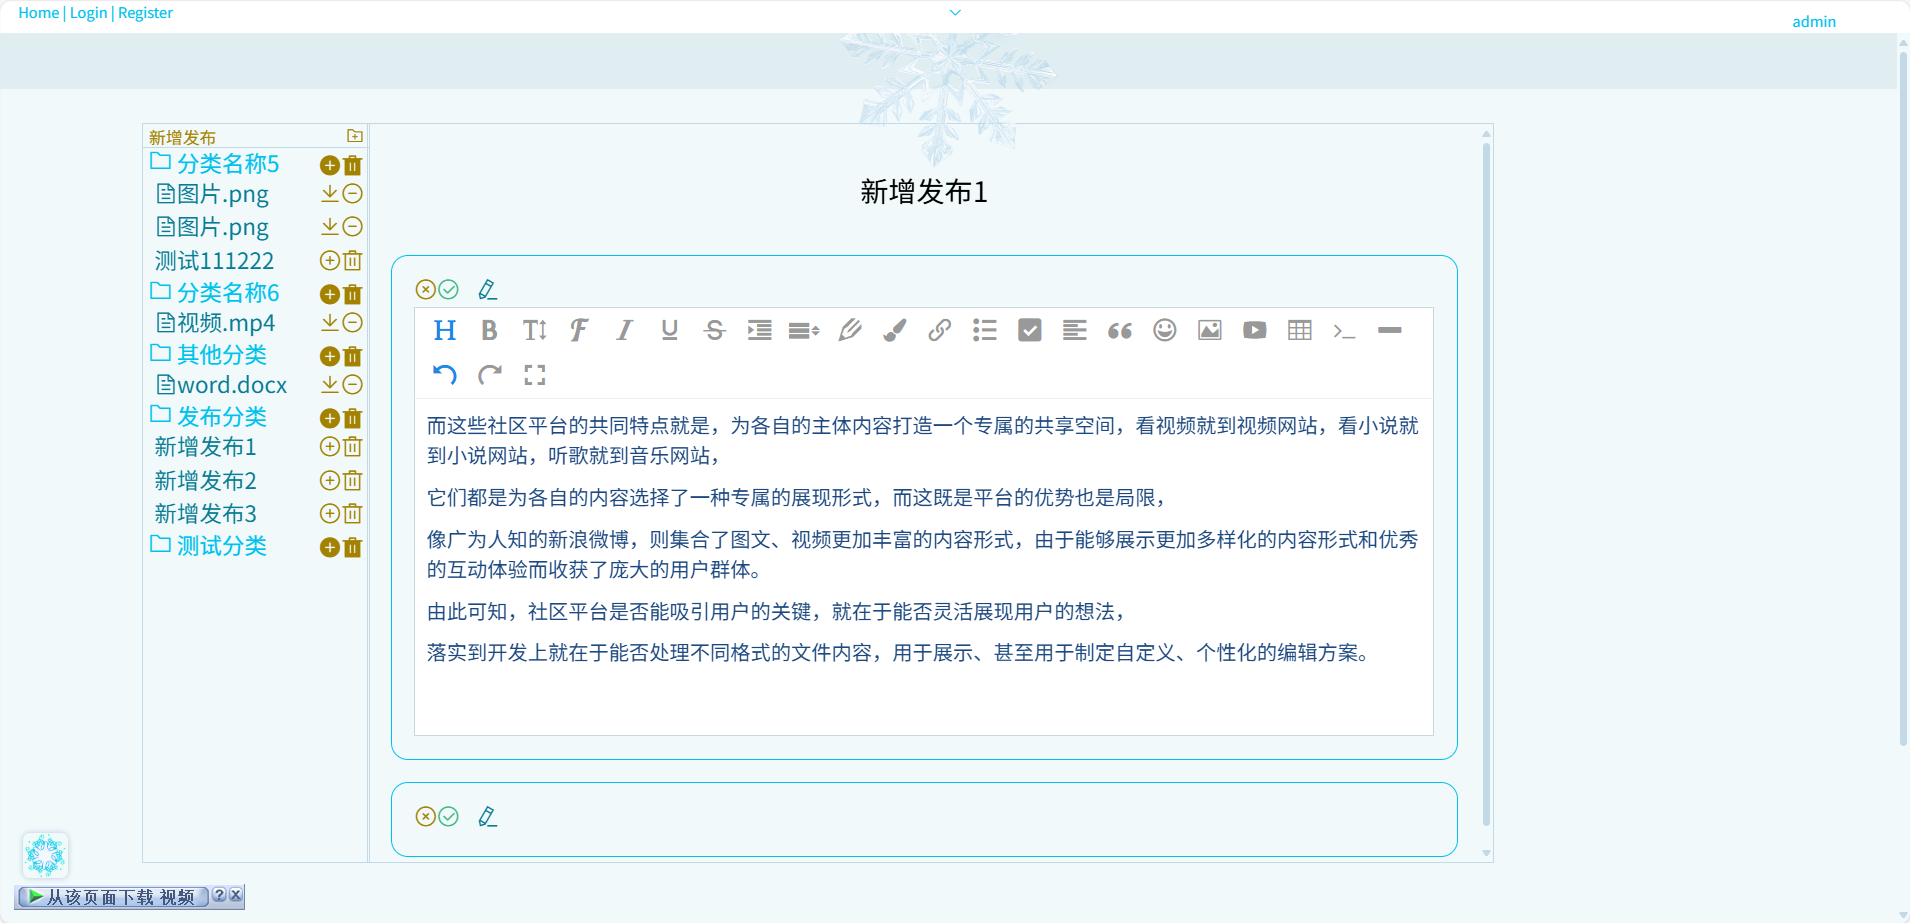 Home | Login | Register
admin
新增发布
分类名称5
图片.png
图片.png
测试111222
分类名称6
视频.mp4
其他分类
word.docx
发布分类
新增发布1
新增发布2
新增发布3
测试分类
新增发布1
而这些社区平台的共同特点就是，为各自的主体内容打造一个专属的共享空间，看视频就到视频网站，看小说就
到小说网站，听歌就到音乐网站，
它们都是为各自的内容选择了一种专属的展现形式，而这既是平台的优势也是局限，
像广为人知的新浪微博，则集合了图文、视频更加丰富的内容形式，由于能够展示更加多样化的内容形式和优秀
的互动体验而收获了庞大的用户群体。
由此可知，社区平台是否能吸引用户的关键，就在于能否灵活展现用户的想法，
落实到开发上就在于能否处理不同格式的文件内容，用于展示、甚至用于制定自定义、个性化的编辑方案。
从该页面下载 视频